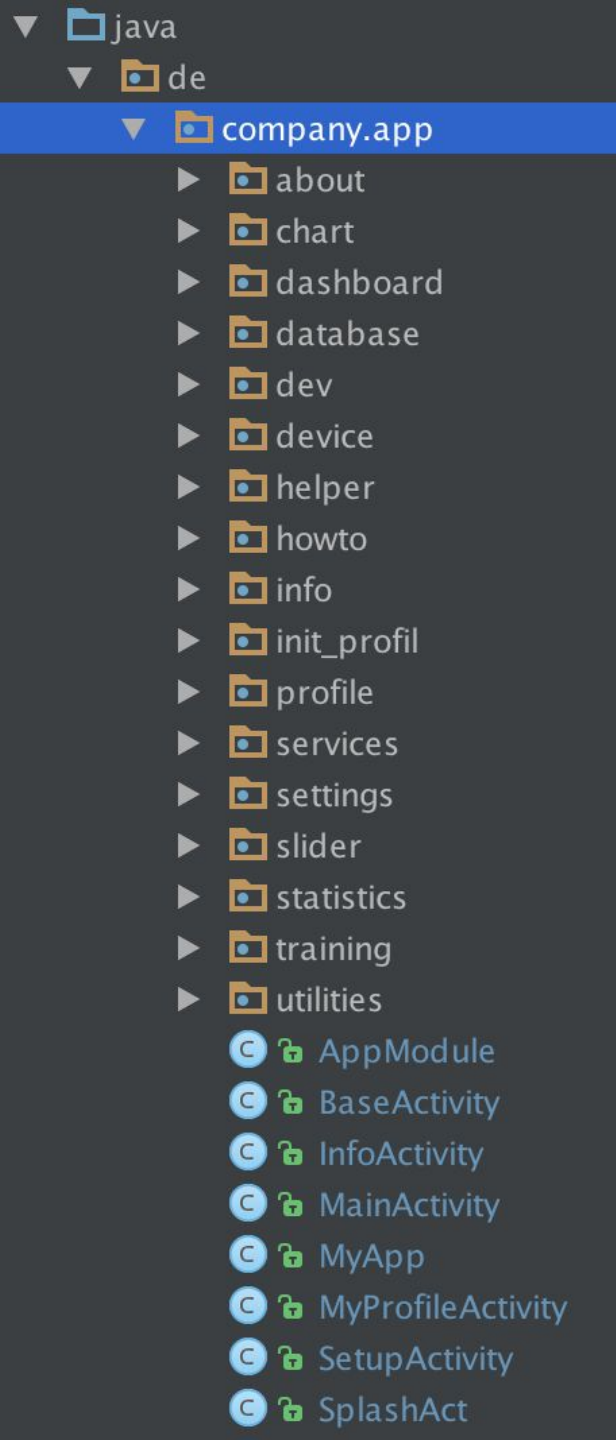 java
de
company.app
about
chart
dashboard
database
dev
device
helper
howto
info
init_profil
profile
services
settings
slider
statistics
training
utilities
C AppModule
C BaseActivity
C InfoActivity
C MainActivity
C MyApp
C MyProfileActivity
C SetupActivity
C SplashAct